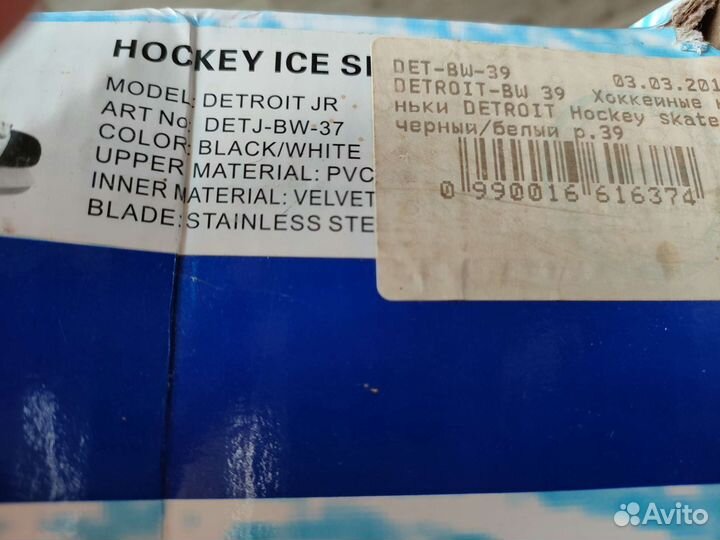 HOCKEY ICE
MODEL: DETROIT JR
ART No: DETJ-BW-37
COLOR: BLACK/WHITE
UPPER MATERIAL: PVC
INNER MATERIAL: VELVET
BLADE: STAINLESS STE
DET-BW-39
DETROIT-BW 39 03.03.201
Хоккейные
ньки DETROIT Hockey skate
черный/белый р.39
0 990016 616374
Avito